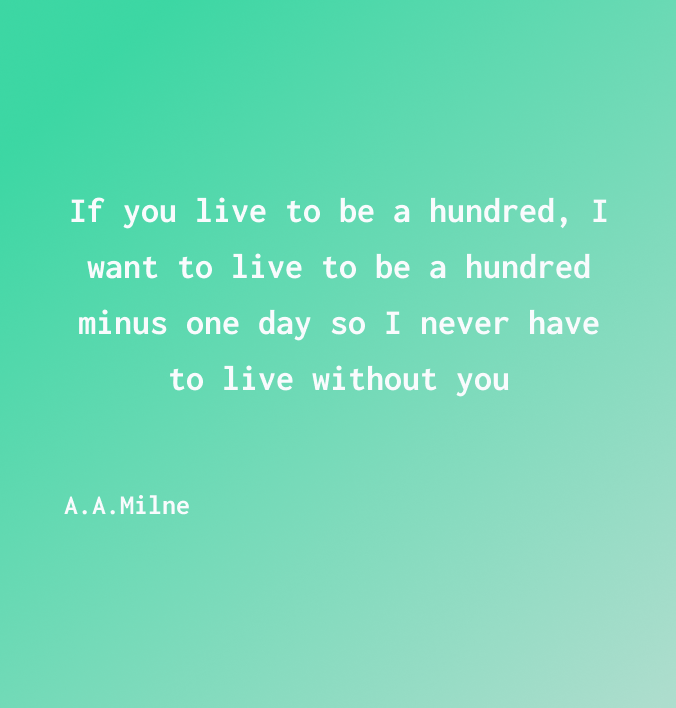 If you live to be a hundred, I
want to live to be a hundred
minus one day so I never have
to live without you
A.A.Milne